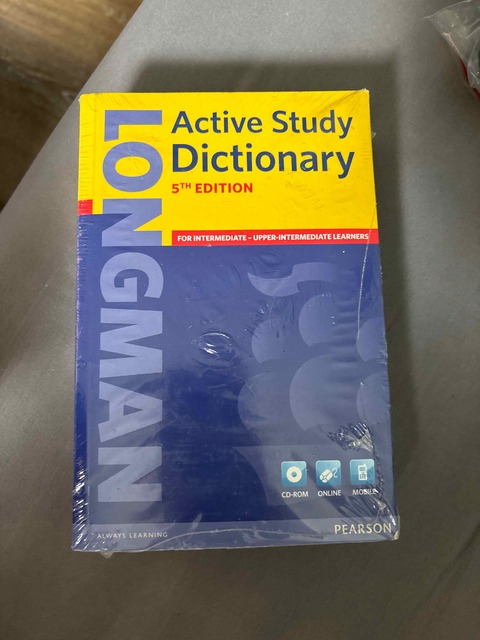 LONGMAN
Active Study
Dictionary
5TH EDITION
FOR INTERMEDIATE – UPPER-INTERMEDIATE LEARNERS
CD-ROM ONLINE MOBILE
ALWAYS LEARNING
PEARSON